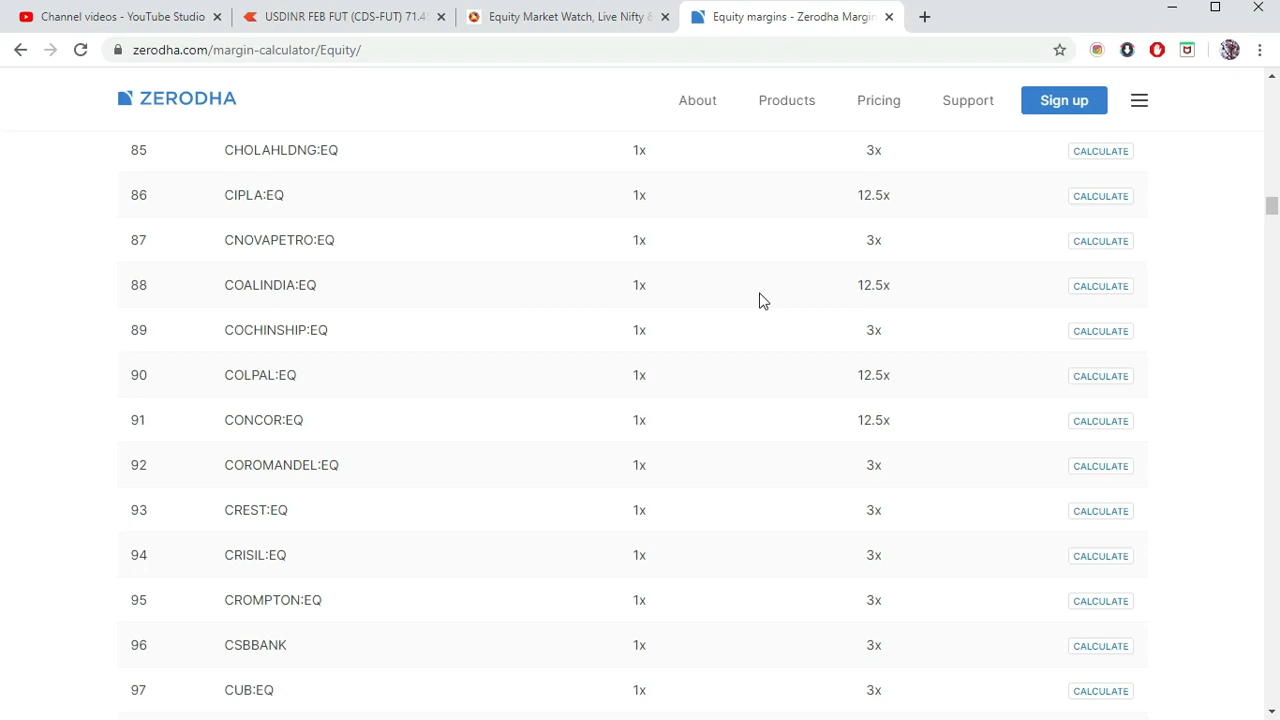 Channel videos - YouTube Studio
USDINR FEB FUT (CDS-FUT) 71.4
Equity Market Watch, Live Nifty &
Equity margins - Zerodha Margin
zerodha.com/margin-calculator/Equity/
ZERODHA
About Products Pricing Support Sign up
85 CHOLAHLDNG:EQ 1x 3x CALCULATE
86 CIPLA:EQ 1x 12.5x CALCULATE
87 CNOVAPETRO:EQ 1x 3x CALCULATE
88 COALINDIA:EQ 1x 12.5x CALCULATE
89 COCHINSHIP:EQ 1x 3x CALCULATE
90 COLPAL:EQ 1x 12.5x CALCULATE
91 CONCOR:EQ 1x 12.5x CALCULATE
92 COROMANDEL:EQ 1x 3x CALCULATE
93 CREST:EQ 1x 3x CALCULATE
94 CRISIL:EQ 1x 3x CALCULATE
95 CROMPTON:EQ 1x 3x CALCULATE
96 CSBBANK 1x 3x CALCULATE
97 CUB:EQ 1x 3x CALCULATE